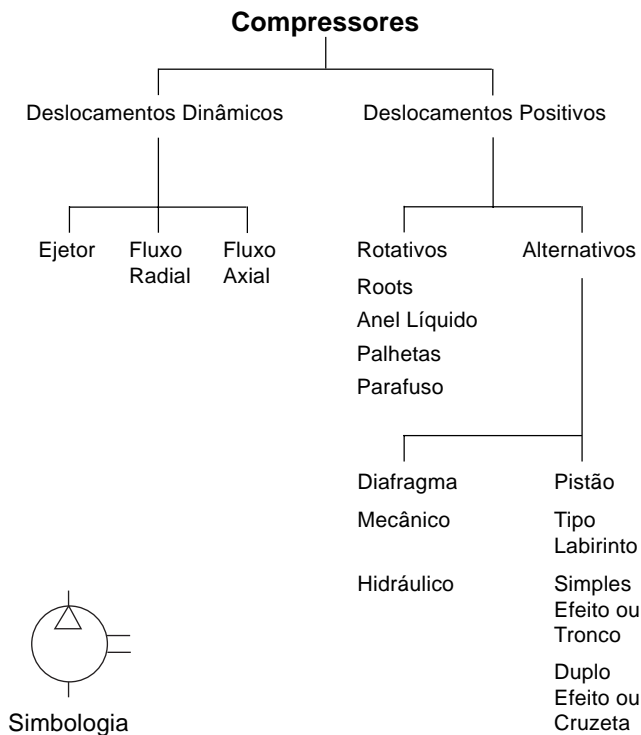 Compressores
Deslocamentos Dinâmicos
Deslocamentos Positivos
Ejetor
Fluxo
Radial
Fluxo
Axial
Rotativos
Roots
Anel Líquido
Palhetas
Parafuso
Alternativos
Diafragma
Mecânico
Hidráulico
Pistão
Tipo
Labirinto
Simples
Efeito ou
Tronco
Duplo
Efeito ou
Cruzeta
Simbologia